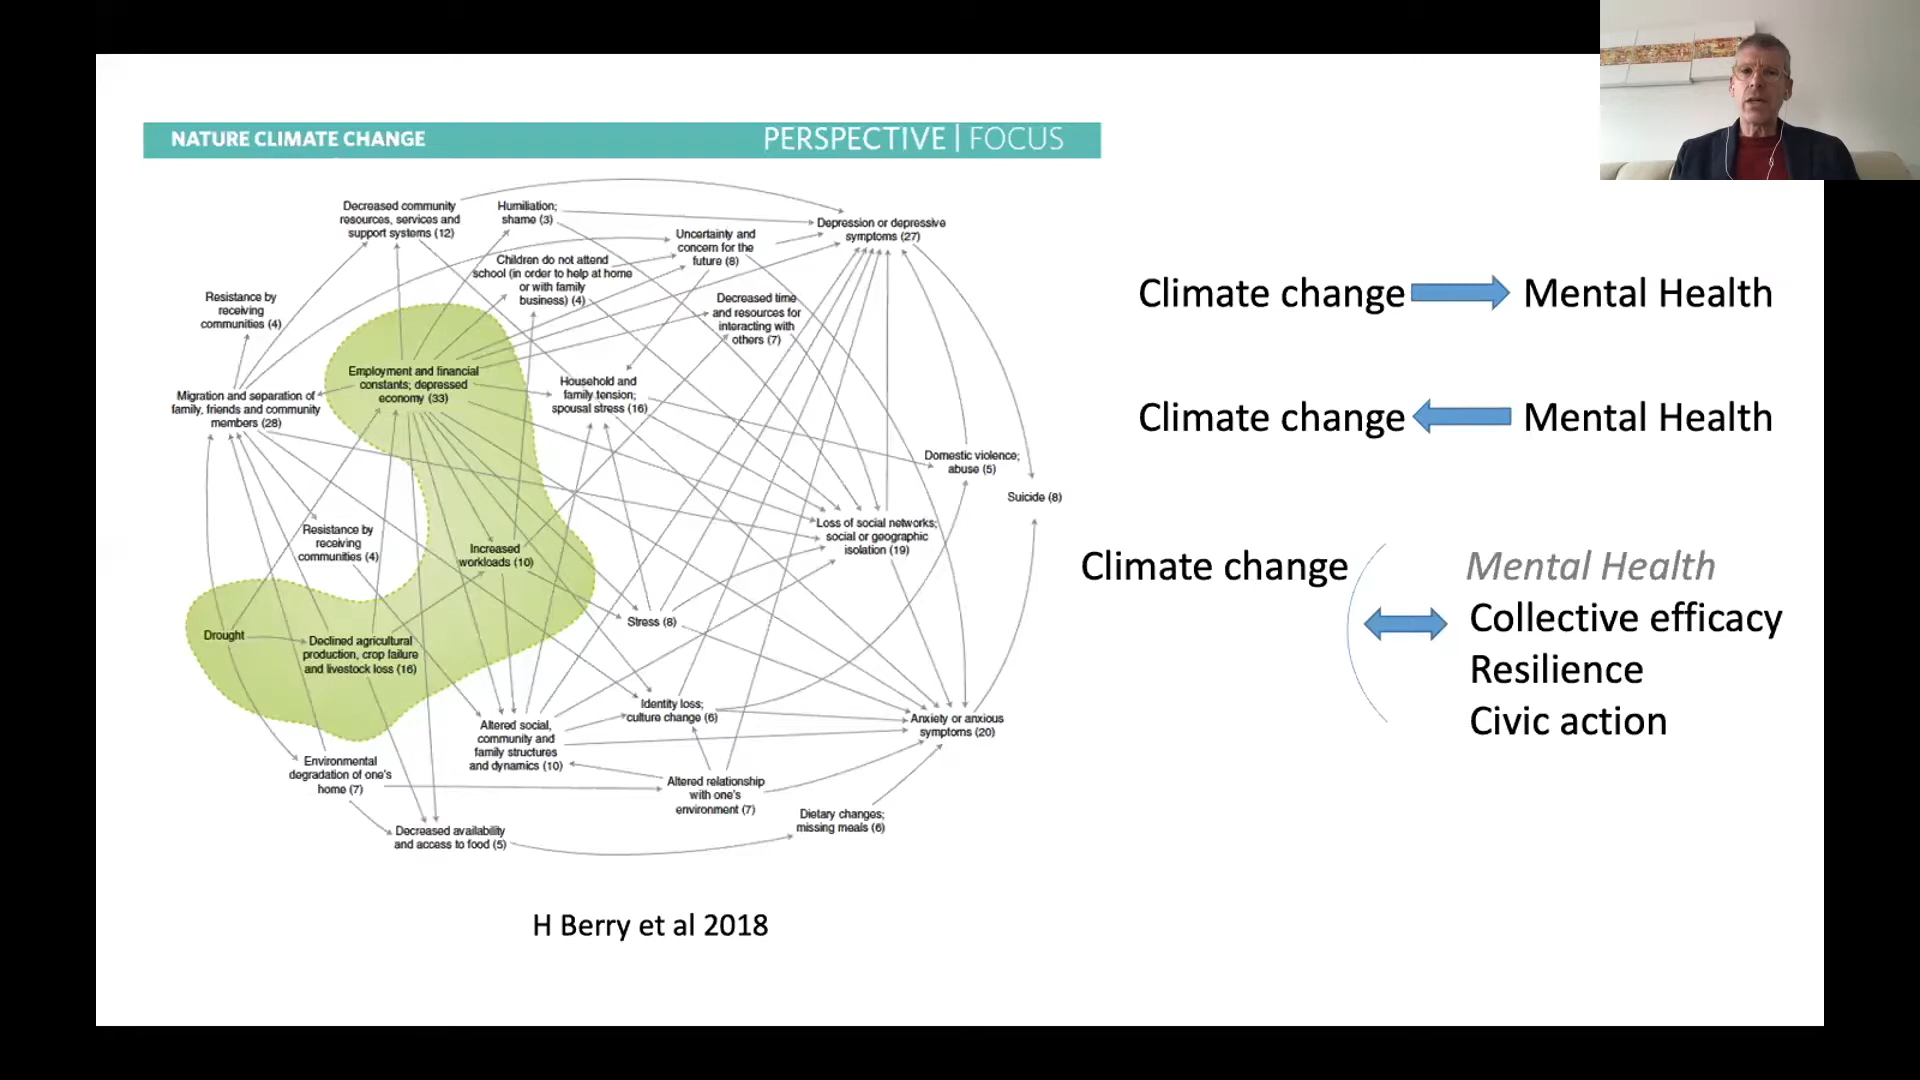 NATURE CLIMATE CHANGE
PERSPECTIVE | FOCUS
Decreased community
resources, services and
support systems (12)
Humiliation;
shame (3)
Uncertainty and
concern for the
future (8)
Depression or depressive
symptoms (27)
Children do not attend
school (in order to help at home
or with family
business) (4)
Resistance by
receiving
communities (4)
Decreased time
and resources for
interacting with
others (7)
Employment and financial
constants; depressed
economy (33)
Household and
family tension;
spousal stress (16)
Migration and separation of
family, friends and community
members (28)
Domestic violence;
abuse (5)
Suicide (8)
Resistance by
receiving
communities (4)
Increased
workloads (10)
Loss of social networks;
social or geographic
isolation (19)
Drought
Declined agricultural
production, crop failure
and livestock loss (16)
Stress (8)
Identity loss;
culture change (6)
Anxiety or anxious
symptoms (20)
Altered social,
community and
family structures
and dynamics (10)
Environmental
degradation of one's
home (7)
Altered relationship
with one's
environment (7)
Dietary changes;
missing meals (6)
Decreased availability
and access to food (5)
H Berry et al 2018
Climate change Mental Health
Climate change Mental Health
Climate change Mental Health
Collective efficacy
Resilience
Civic action